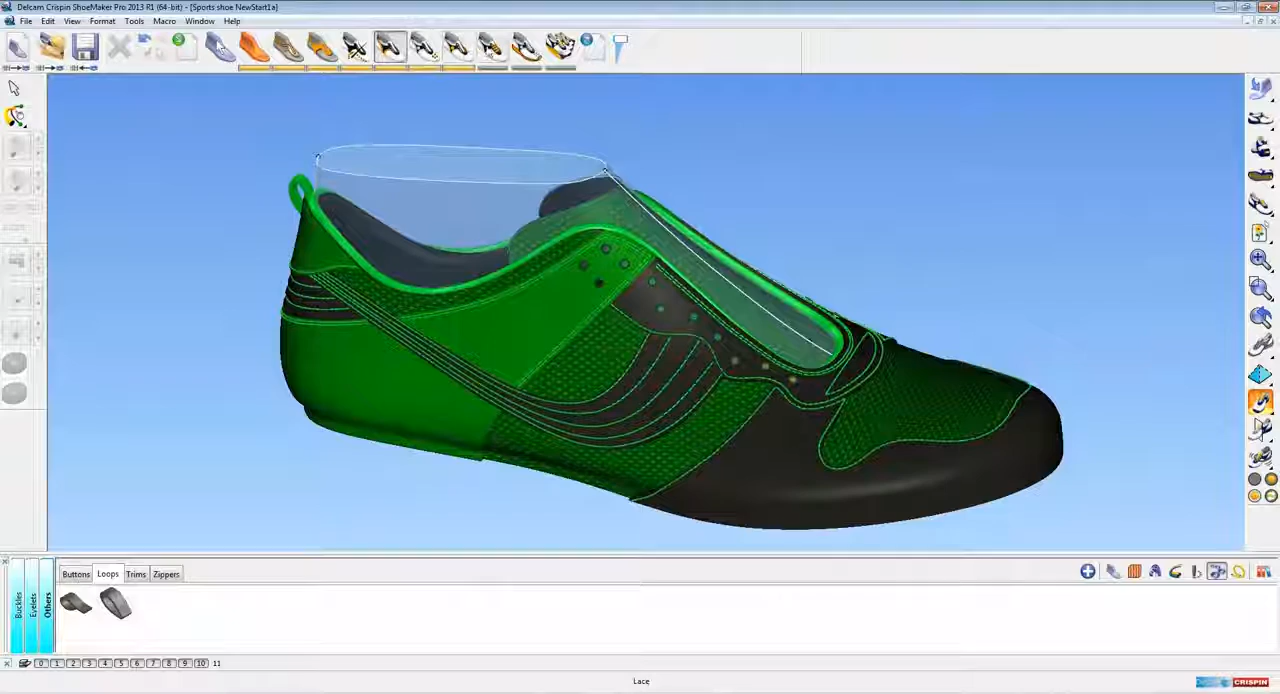 Delcam Crispin ShoeMaker Pro 2013 R1 (64-bit) - [Sports shoe NewStart1a]
File Edit View Format Tools Macro Window Help
Buttons Loops Trims Zippers
Buckles
Eyelets
Others
0 1 2 3 4 5 6 7 8 9 10 11
Lace
CRISPIN